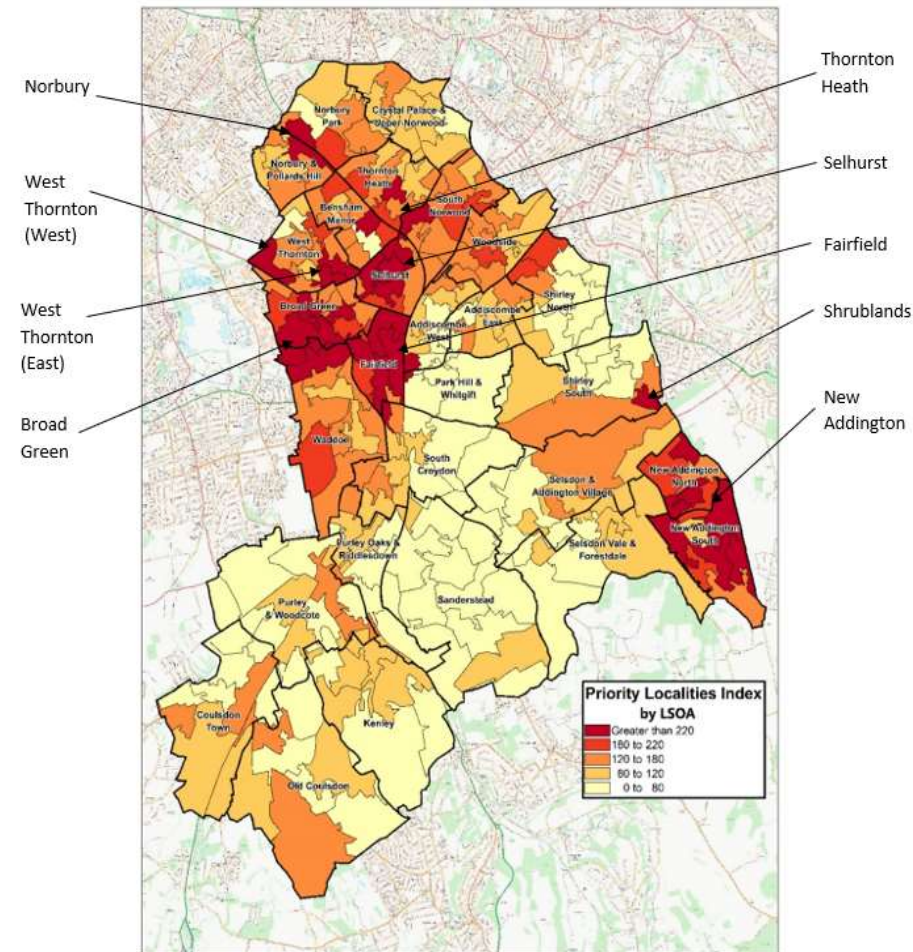 Norbury
West
Thornton
(West)
West
Thornton
(East)
Broad
Green
Thornton
Heath
Selhurst
Fairfield
Shrublands
New
Addington
Norbury
Park
Crystal Palace &
Upper Norwood
Norbury &
Pollards Hill
Thornton
Heath
Bensham
Manor
South
Norwood
West
Thornton
Woodside
Selhurst
Broad Green
Addiscombe
West
Addiscombe
East
Shirley
North
Fairfield
Park Hill &
Whitgift
Shirley
South
Waddon
South
Croydon
Selsdon &
Addington Village
New Addington
North
New Addington
South
Purley Oaks &
Riddlesdown
Selsdon Vale &
Forestdale
Sanderstead
Purley
& Woodcote
Coulsdon
Town
Kenley
Old Coulsdon
Priority Localities Index
by LSOA
Greater than 220
180 to 220
120 to 180
80 to 120
0 to 80